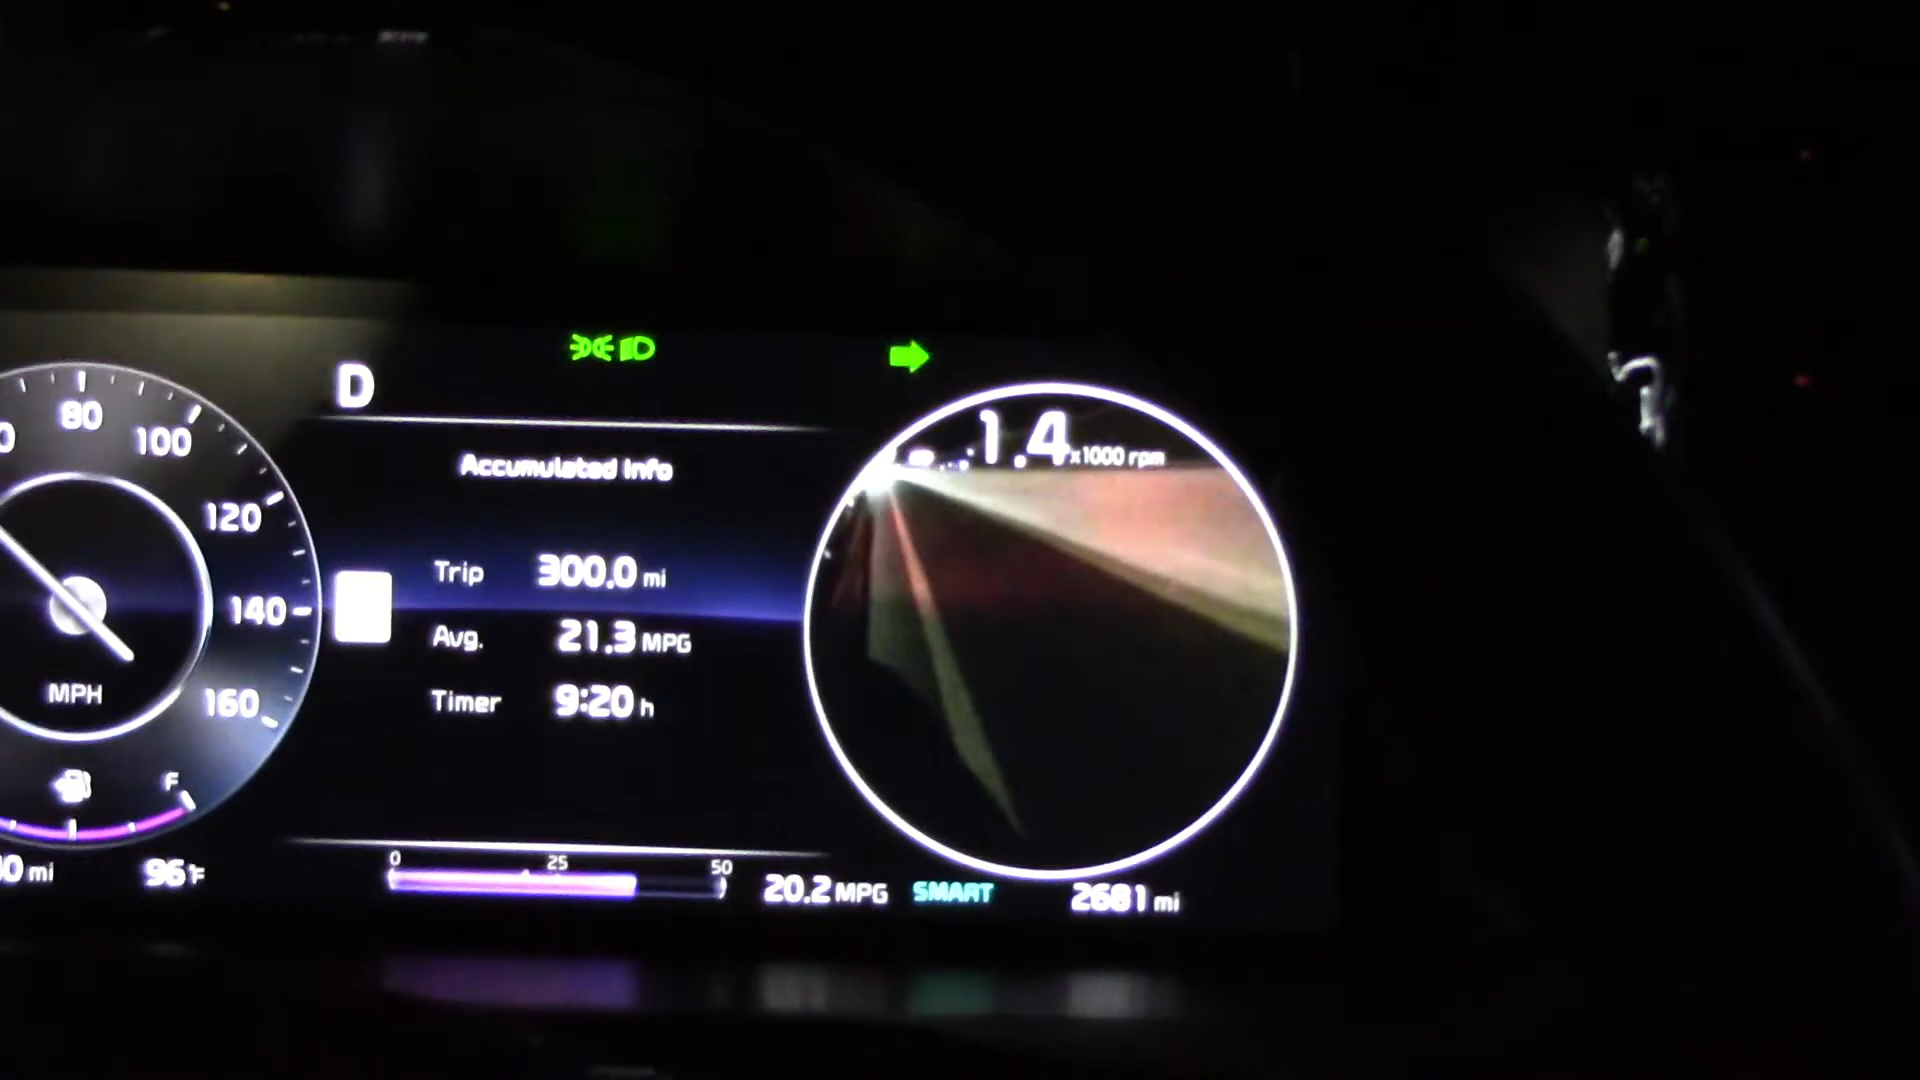 D
80
100
120
140
160
MPH
F
0 mi
96°F
Accumulated Info
Trip 300.0 mi
Avg. 21.3 MPG
Timer 9:20 h
0 25 50
20.2 MPG
1.4 x1000 rpm
SMART
2681 mi